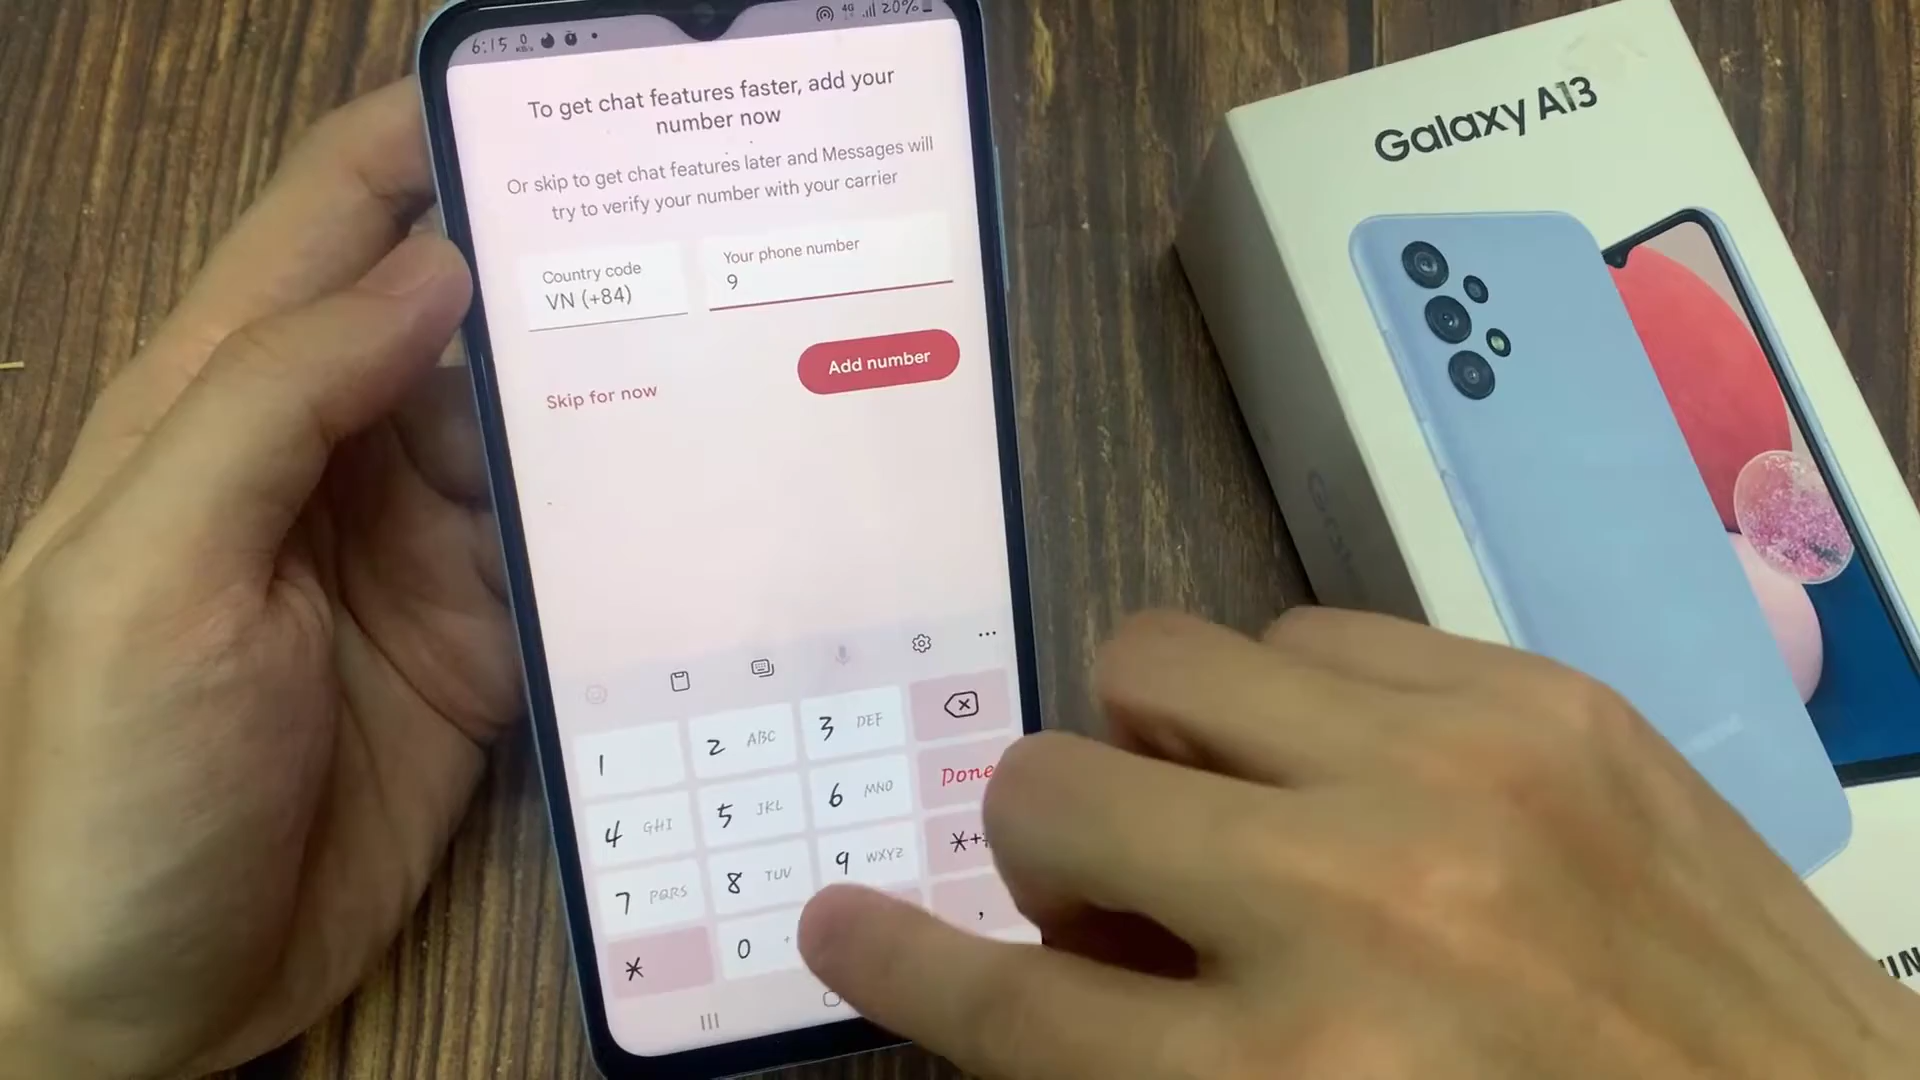 6:15 0 KB/s 4G 20%
To get chat features faster, add your
number now
Or skip to get chat features later and Messages will
try to verify your number with your carrier
Country code
VN (+84)
Your phone number
9
Add number
Skip for now
1
2 ABC
3 DEF
4 GHI
5 JKL
6 MNO
Done
7 PQRS
8 TUV
9 WXYZ
*
0 +
,
Galaxy A13